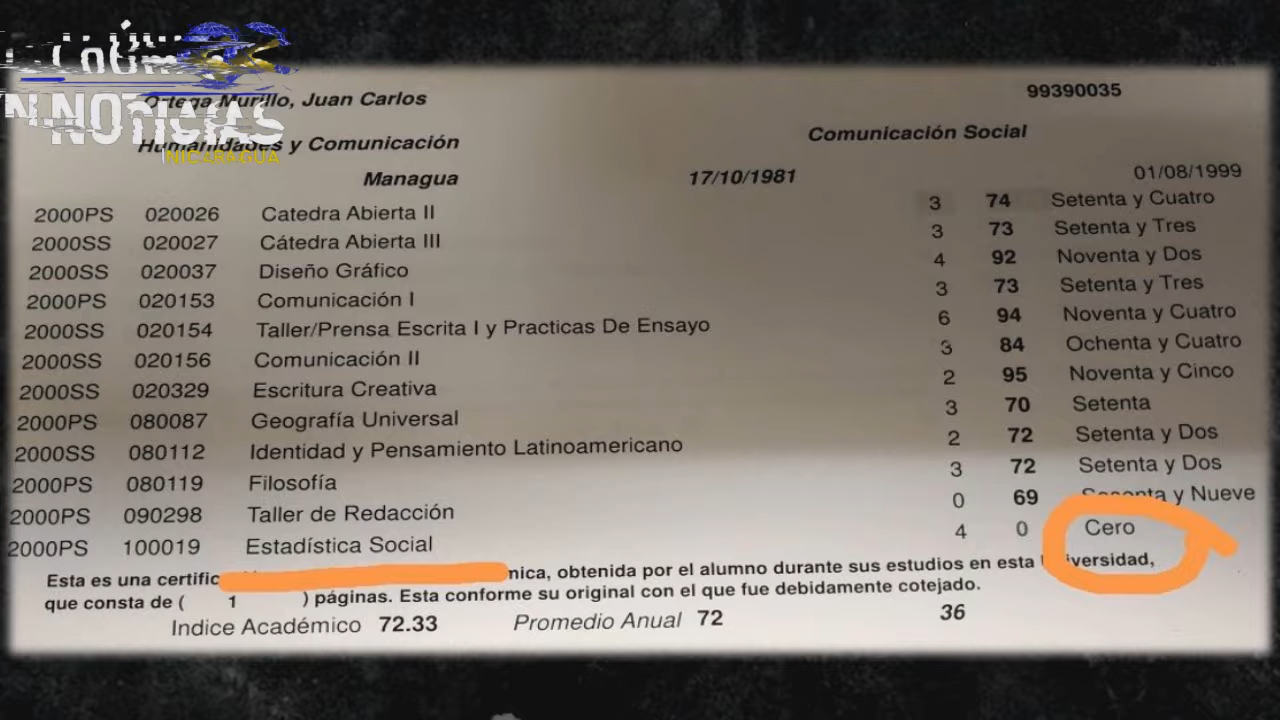 NOTICIAS
NICARAGUA
Ortega Murillo, Juan Carlos 99390035
Humanidades y Comunicación Comunicación Social
Managua 17/10/1981 01/08/1999
2000PS 020026 Catedra Abierta II 3 74 Setenta y Cuatro
2000SS 020027 Cátedra Abierta III 3 73 Setenta y Tres
2000SS 020037 Diseño Gráfico 4 92 Noventa y Dos
2000PS 020153 Comunicación I 3 73 Setenta y Tres
2000SS 020154 Taller/Prensa Escrita I y Practicas De Ensayo 6 94 Noventa y Cuatro
2000SS 020156 Comunicación II 3 84 Ochenta y Cuatro
2000SS 020329 Escritura Creativa 2 95 Noventa y Cinco
2000PS 080087 Geografía Universal 3 70 Setenta
2000SS 080112 Identidad y Pensamiento Latinoamericano 2 72 Setenta y Dos
2000PS 080119 Filosofía 3 72 Setenta y Dos
2000PS 090298 Taller de Redacción 0 69 Sesenta y Nueve
2000PS 100019 Estadística Social 4 0 Cero
Esta es una certific nica, obtenida por el alumno durante sus estudios en esta Universidad,
que consta de ( 1 ) páginas. Esta conforme su original con el que fue debidamente cotejado.
Indice Académico 72.33 Promedio Anual 72 36